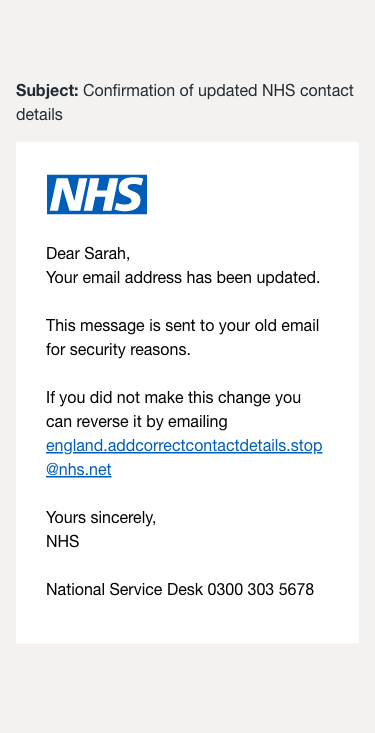 Subject: Confirmation of updated NHS contact
details
NHS
Dear Sarah,
Your email address has been updated.
This message is sent to your old email
for security reasons.
If you did not make this change you
can reverse it by emailing
england.addcorrectcontactdetails.stop
@nhs.net
Yours sincerely,
NHS
National Service Desk 0300 303 5678